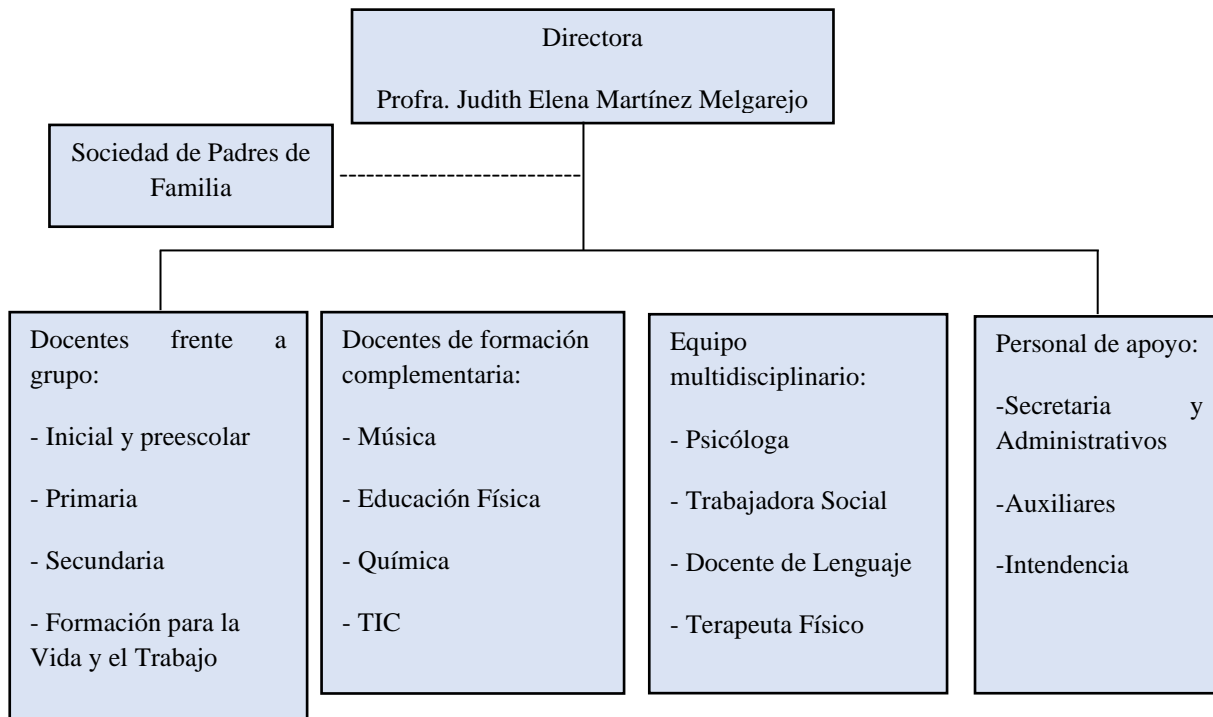 Directora
Profra. Judith Elena Martínez Melgarejo
Sociedad de Padres de
Familia
Docentes frente a
grupo:
- Inicial y preescolar
- Primaria
- Secundaria
- Formación para la
Vida y el Trabajo
Docentes de formación
complementaria:
- Música
- Educación Física
- Química
- TIC
Equipo
multidisciplinario:
- Psicóloga
- Trabajadora Social
- Docente de Lenguaje
- Terapeuta Físico
Personal de apoyo:
-Secretaria y
Administrativos
-Auxiliares
-Intendencia